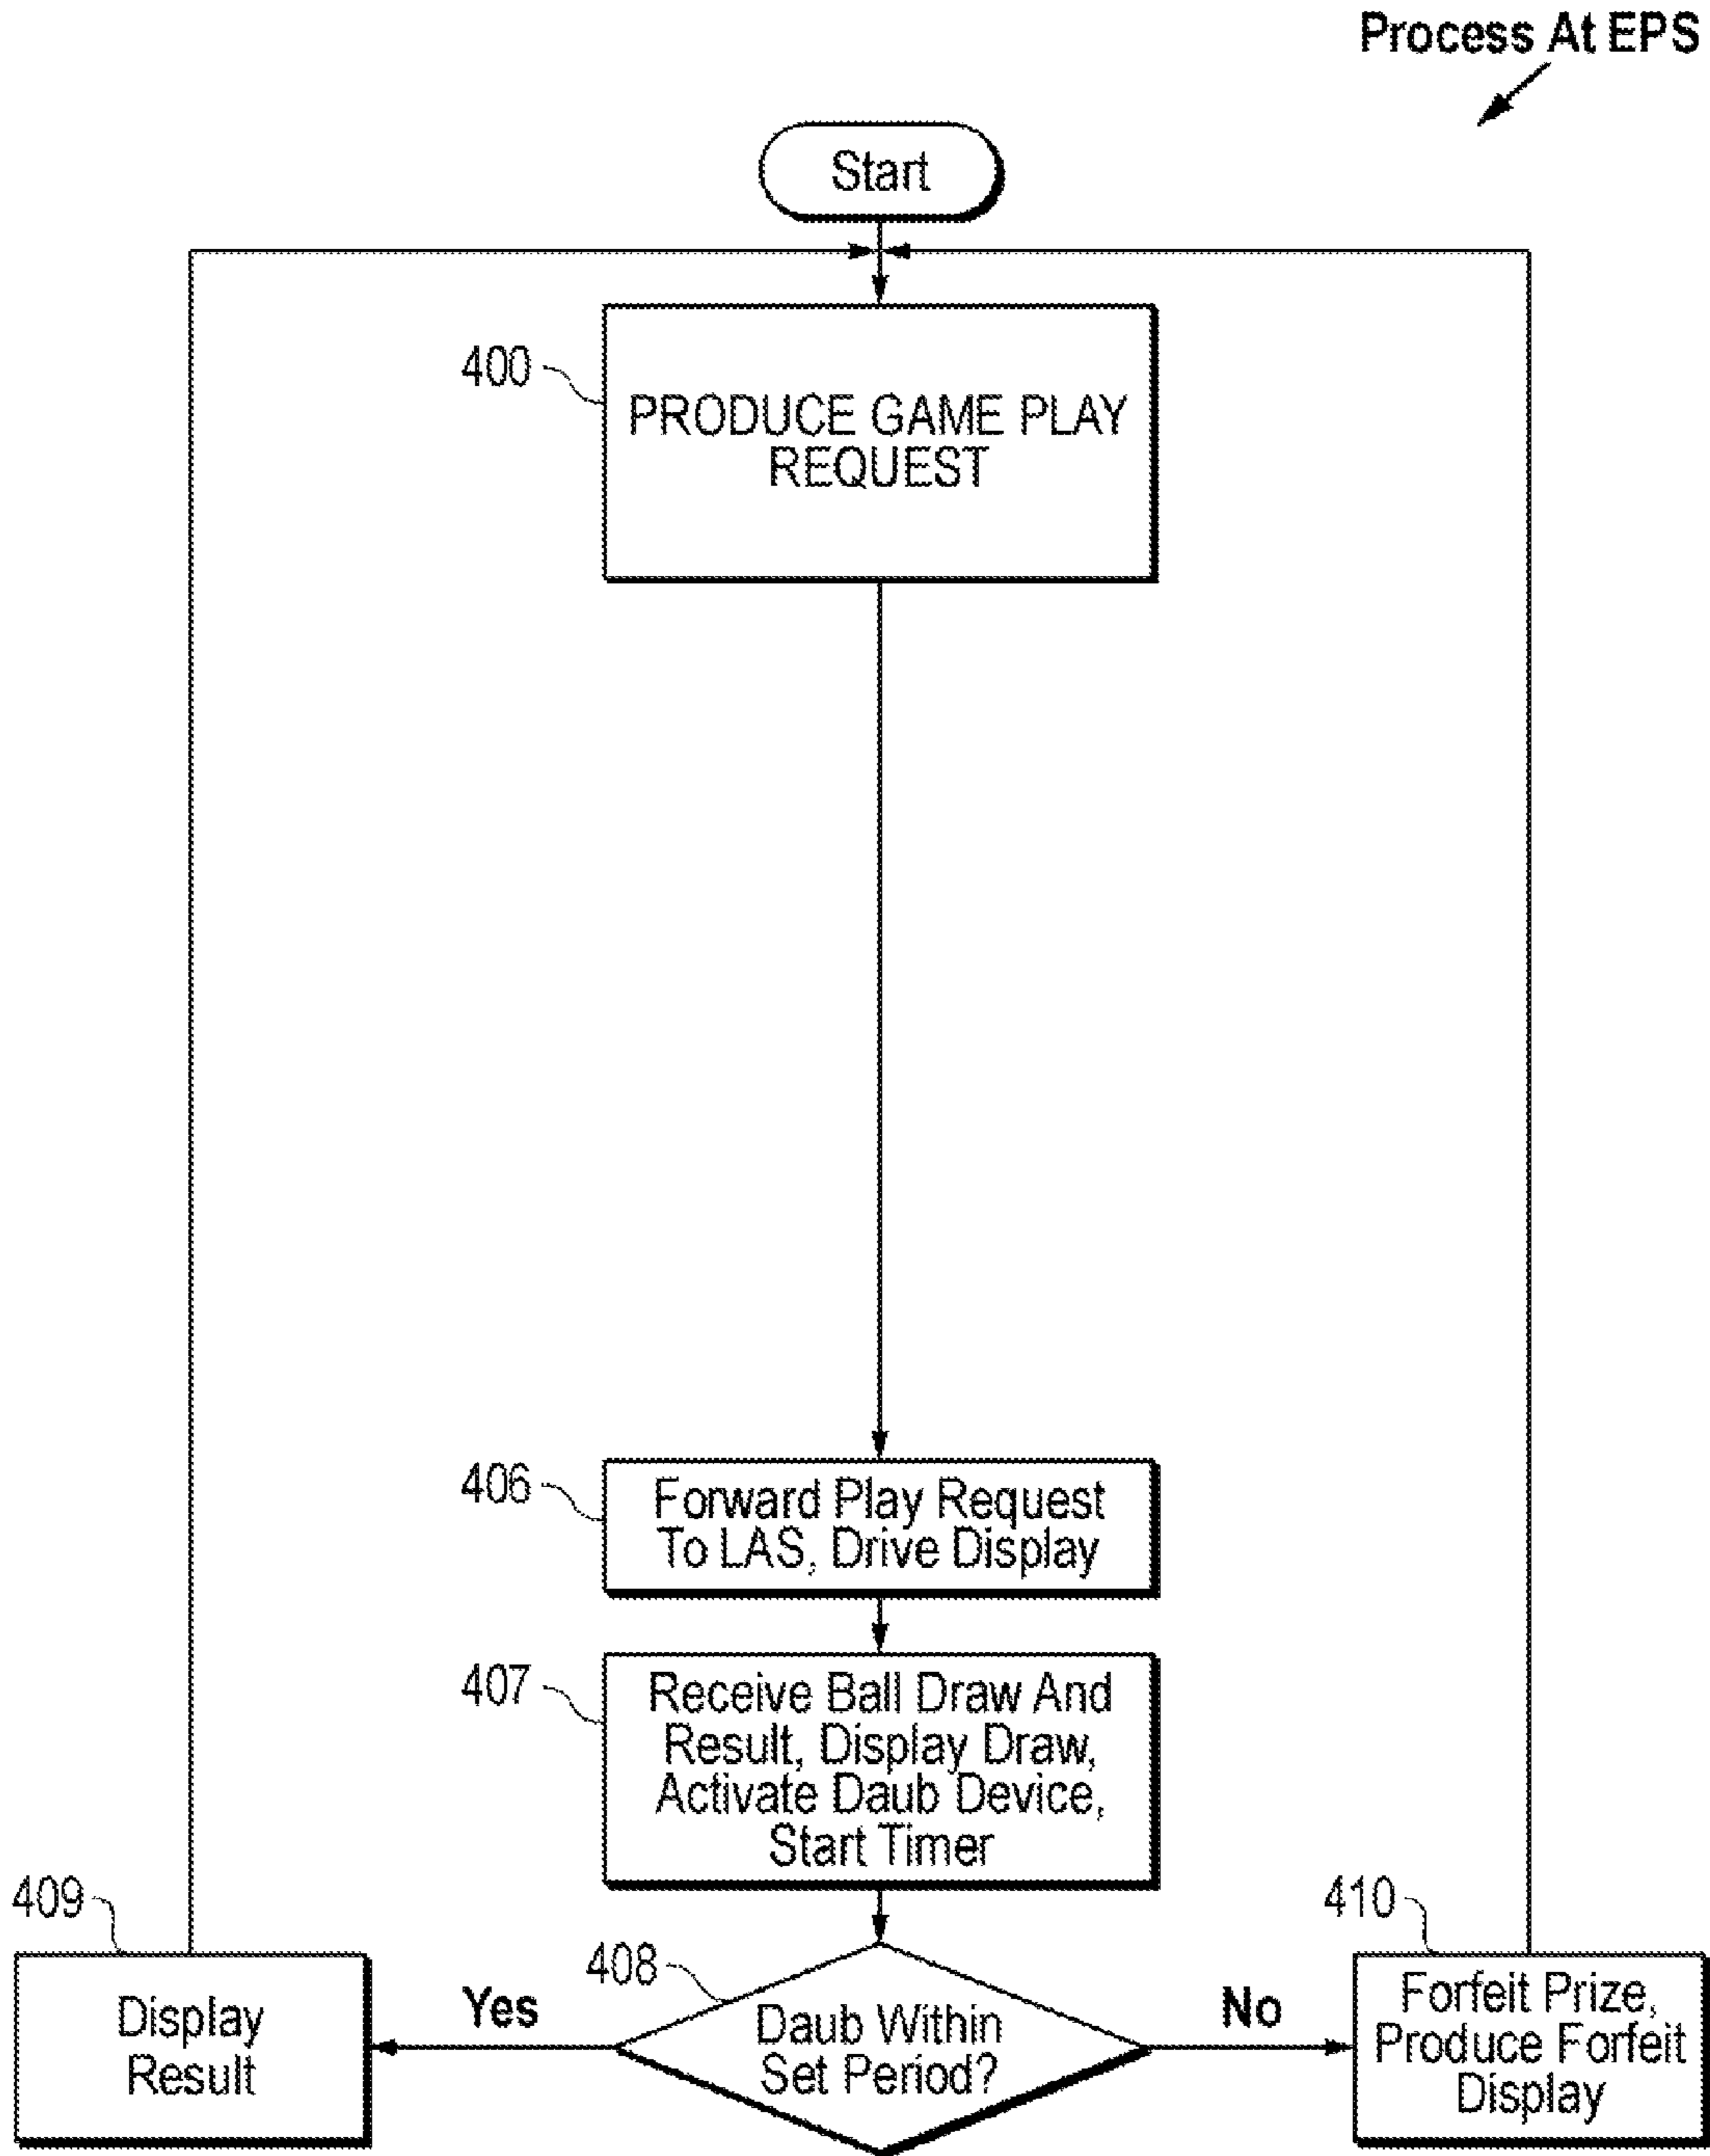 Process At EPS
Start
400
PRODUCE GAME PLAY
REQUEST
406
Forward Play Request
To LAS, Drive Display
407
Receive Ball Draw And
Result, Display Draw,
Activate Daub Device,
Start Timer
409
Display
Result
Yes
408
Daub Within
Set Period?
No
410
Forfeit Prize,
Produce Forfeit
Display